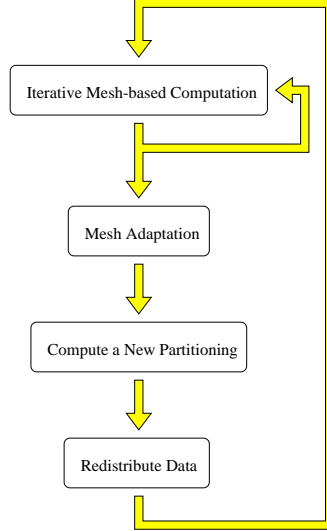 Iterative Mesh-based Computation
Mesh Adaptation
Compute a New Partitioning
Redistribute Data